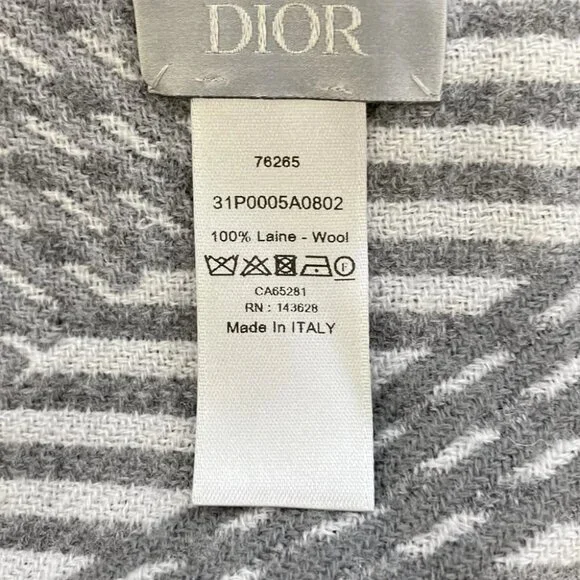 DIOR
76265
31P0005A0802
100% Laine - Wool
F
CA65281
RN : 143628
Made In ITALY